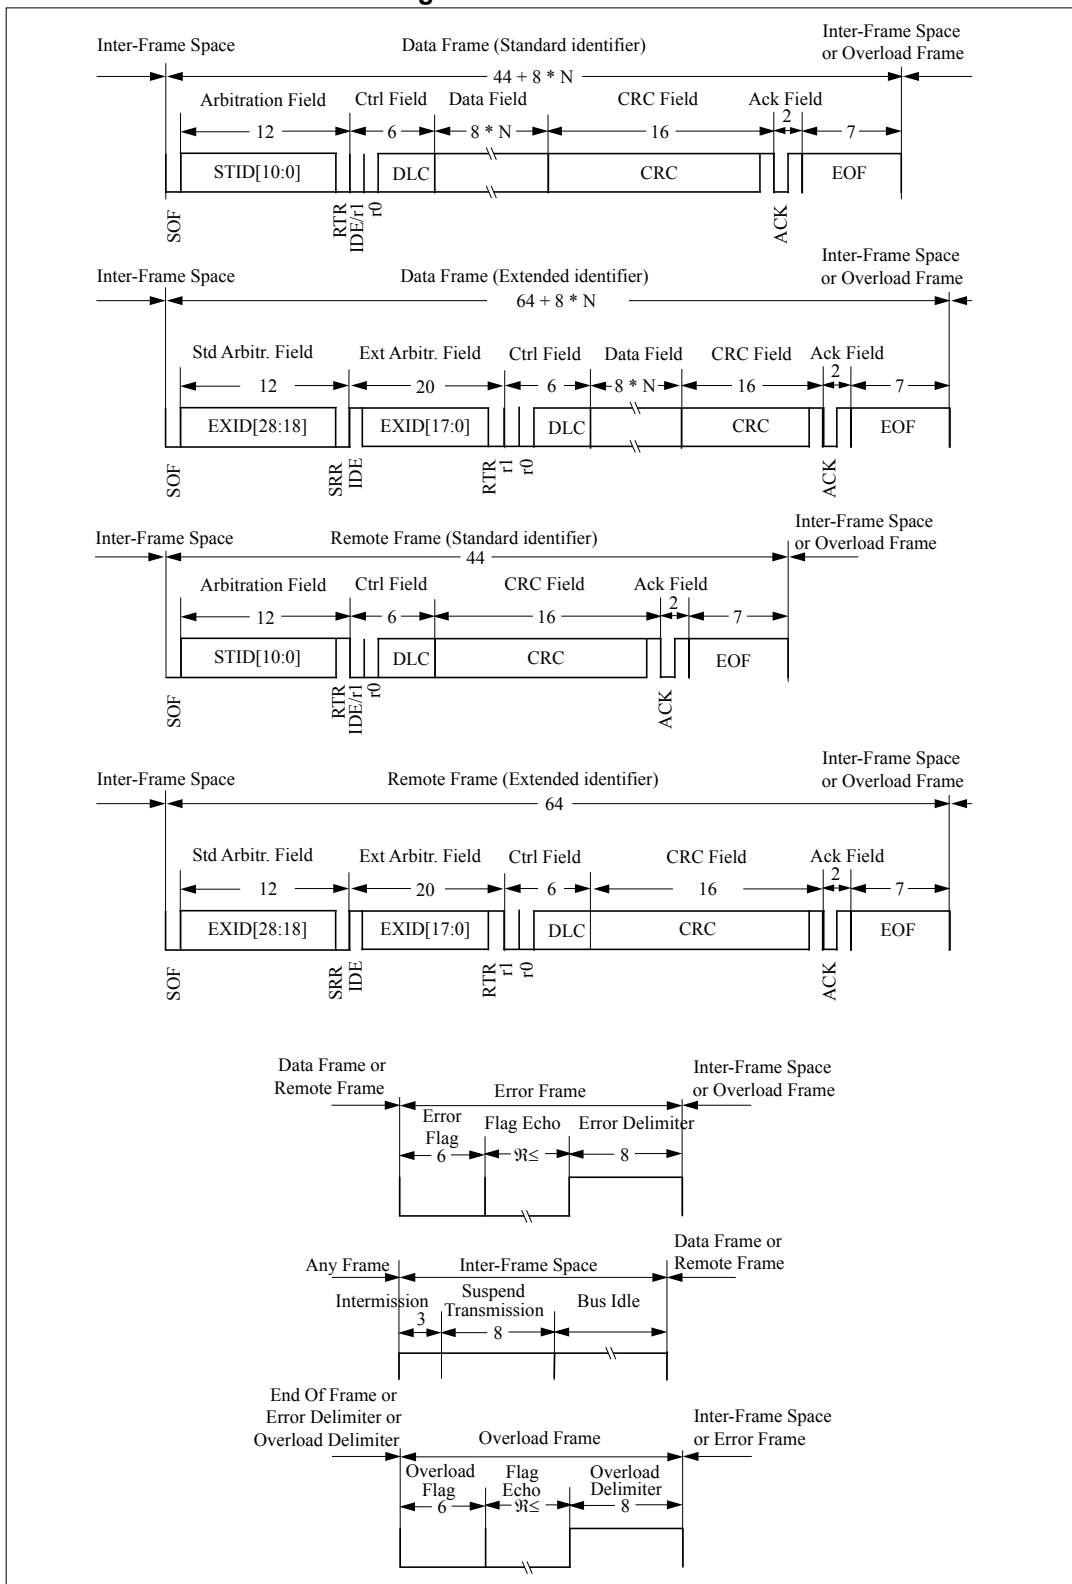 Inter-Frame Space
Data Frame (Standard identifier)
Inter-Frame Space
or Overload Frame
44 + 8 * N
Arbitration Field
Ctrl Field
Data Field
CRC Field
Ack Field
12
6
8 * N
16
2
7
STID[10:0]
DLC
CRC
EOF
SOF
RTR
IDE/r1
r0
ACK
Inter-Frame Space
Data Frame (Extended identifier)
Inter-Frame Space
or Overload Frame
64 + 8 * N
Std Arbitr. Field
Ext Arbitr. Field
Ctrl Field
Data Field
CRC Field
Ack Field
12
20
6
8 * N
16
2
7
EXID[28:18]
EXID[17:0]
DLC
CRC
EOF
SOF
SRR
IDE
RTR
r1
r0
ACK
Inter-Frame Space
Remote Frame (Standard identifier)
Inter-Frame Space
or Overload Frame
44
Arbitration Field
Ctrl Field
CRC Field
Ack Field
12
6
16
2
7
STID[10:0]
DLC
CRC
EOF
SOF
RTR
IDE/r1
r0
ACK
Inter-Frame Space
Remote Frame (Extended identifier)
Inter-Frame Space
or Overload Frame
64
Std Arbitr. Field
Ext Arbitr. Field
Ctrl Field
CRC Field
Ack Field
12
20
6
16
2
7
EXID[28:18]
EXID[17:0]
DLC
CRC
EOF
SOF
SRR
IDE
RTR
r1
r0
ACK
Data Frame or
Remote Frame
Error Frame
Inter-Frame Space
or Overload Frame
Error
Flag
Flag Echo
Error Delimiter
6
ℜ≤
8
Any Frame
Inter-Frame Space
Data Frame or
Remote Frame
Intermission
Suspend
Transmission
Bus Idle
3
8
End Of Frame or
Error Delimiter or
Overload Delimiter
Overload Frame
Inter-Frame Space
or Error Frame
Overload
Flag
Flag
Echo
Overload
Delimiter
6
ℜ≤
8